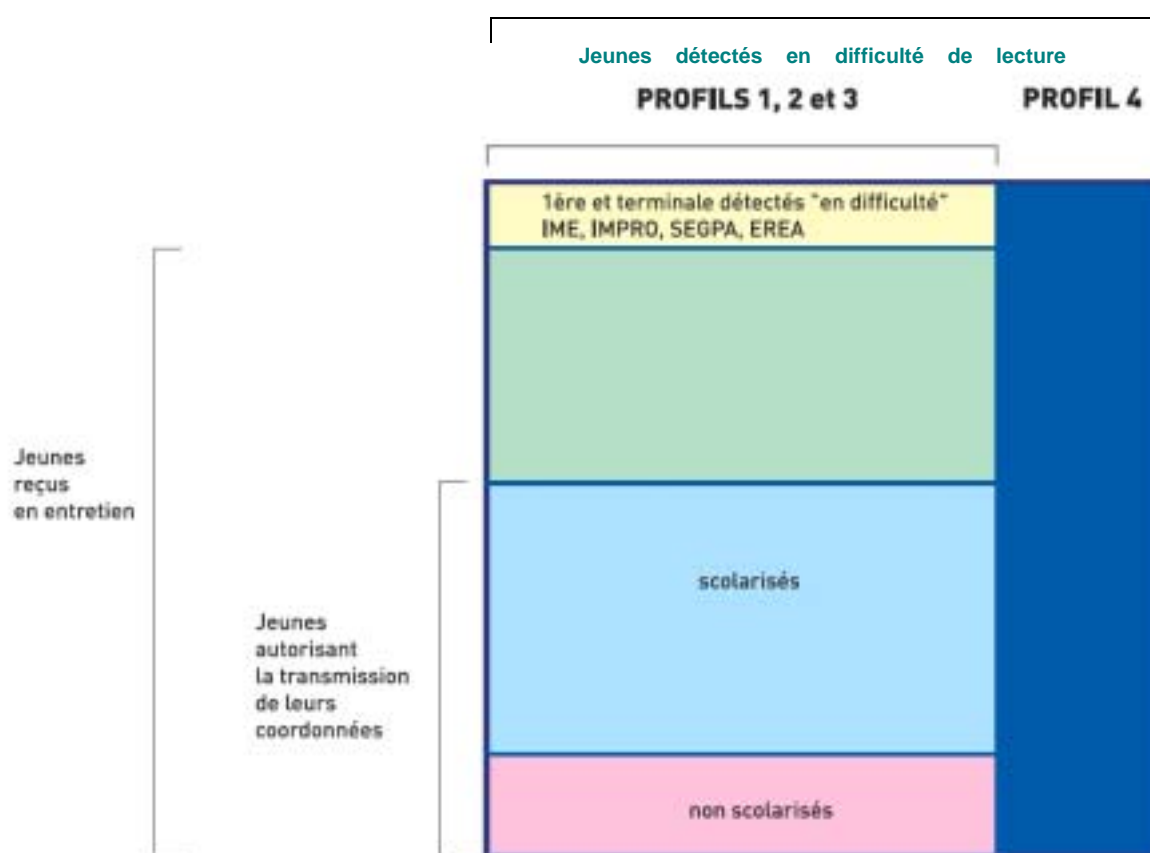 Jeunes détectés en difficulté de lecture
PROFILS 1, 2 et 3
PROFIL 4
1ère et terminale détectés "en difficulté"
IME, IMPRO, SEGPA, EREA
Jeunes
reçus
en entretien
scolarisés
Jeunes
autorisant
la transmission
de leurs
coordonnées
non scolarisés